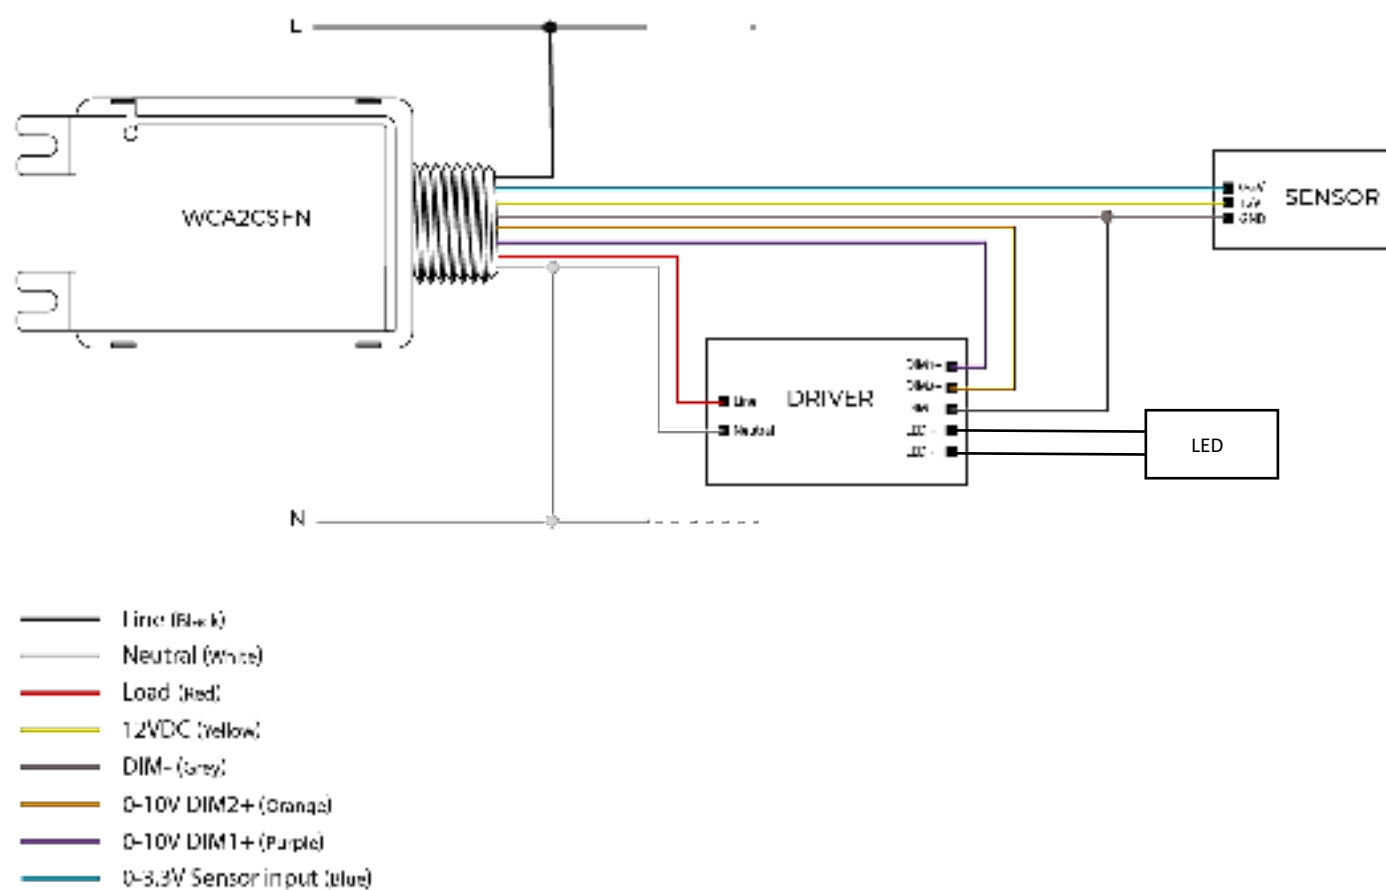 L
WCA2CSFN
SENSOR
GND
DRIVER
Line
Neutral
LED
N
Line (Black)
Neutral (White)
Load (Red)
12VDC (Yellow)
DIM- (Grey)
0-10V DIM2+ (Orange)
0-10V DIM1+ (Purple)
0-3.3V Sensor input (Blue)